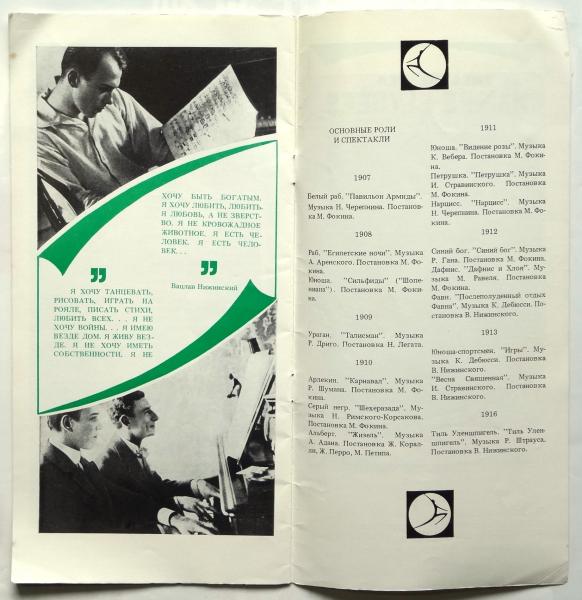 Я ХОЧУ ТАНЦЕВАТЬ,
РИСОВАТЬ, ИГРАТЬ НА
РОЯЛЕ, ПИСАТЬ СТИХИ,
ЛЮБИТЬ ВСЕХ. . . Я НЕ
ХОЧУ ВОЙНЫ. . . Я ИМЕЮ
ВЕЗДЕ ДОМ. Я ЖИВУ ВЕЗ-
ДЕ. Я НЕ ХОЧУ ИМЕТЬ
СОБСТВЕННОСТИ, Я НЕ
ХОЧУ БЫТЬ БОГАТЫМ.
Я ХОЧУ ЛЮБИТЬ, ЛЮБИТЬ.
Я ЛЮБОВЬ, А НЕ ЗВЕРСТ-
ВО. Я НЕ КРОВОЖАДНОЕ
ЖИВОТНОЕ. Я ЕСТЬ ЧЕ-
ЛОВЕК. Я ЕСТЬ ЧЕЛО-
ВЕК. . .
Вацлав Нижинский
ОСНОВНЫЕ РОЛИ
И СПЕКТАКЛИ
1907
Белый раб. "Павильон Армиды".
Музыка Н. Черепнина. Постанов-
ка М. Фокина.
1908
Раб. "Египетские ночи". Музыка
А. Аренского. Постановка М. Фо-
кина.
Юноша. "Сильфиды" ("Шопе-
ниана"). Постановка М. Фоки-
на.
1909
Ураган. "Талисман". Музыка
Р. Дриго. Постановка Н. Легата.
1910
Арлекин. "Карнавал". Музыка
Р. Шумана. Постановка М. Фо-
кина.
Серый негр. "Шехеразада". Му-
зыка Н. Римского-Корсакова.
Постановка М. Фокина.
Альберт. "Жизель". Музыка
А. Адана. Постановка Ж. Корал-
ли, Ж. Перро, М. Петипа.
1911
Юноша. "Видение розы". Музыка
К. Вебера. Постановка М. Фоки-
на.
Петрушка. "Петрушка". Музыка
И. Стравинского. Постановка
М. Фокина.
Нарцисс. "Нарцисс". Музыка
Н. Черепнина. Постановка М. Фо-
кина.
1912
Синий бог. "Синий бог". Музыка
Р. Гана. Постановка М. Фокина.
Дафнис. "Дафнис и Хлоя". Му-
зыка М. Равеля. Постановка
М. Фокина.
Фавн. "Послеполуденный отдых
Фавна". Музыка К. Дебюсси. По-
становка В. Нижинского.
1913
Юноша-спортсмен. "Игры". Му-
зыка К. Дебюсси. Постановка
В. Нижинского.
"Весна Священная". Музыка
И. Стравинского. Постановка
В. Нижинского.
1916
Тиль Уленшпигель. "Тиль Улен-
шпигель". Музыка Р. Штрауса.
Постановка В. Нижинского.